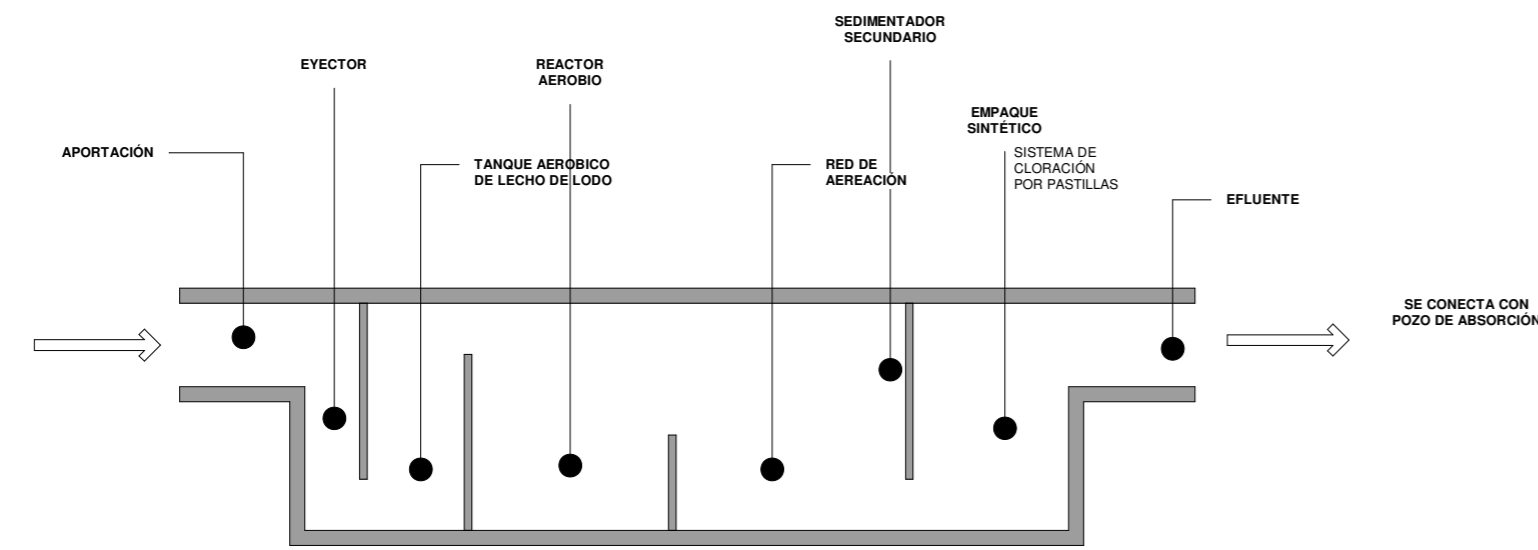 SEDIMENTADOR
SECUNDARIO
EYECTOR
REACTOR
AEROBIO
EMPAQUE
SINTÉTICO
SISTEMA DE
CLORACIÓN
POR PASTILLAS
APORTACIÓN
TANQUE AEROBICO
DE LECHO DE LODO
RED DE
AEREACIÓN
EFLUENTE
SE CONECTA CON
POZO DE ABSORCIÓN